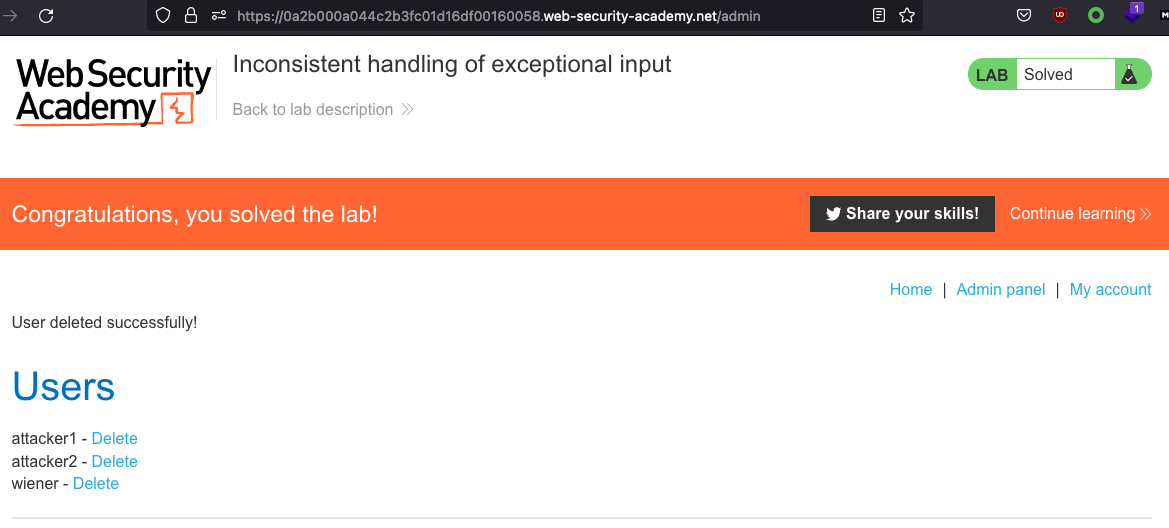 https://0a2b000a044c2b3fc01d16df00160058.web-security-academy.net/admin
1
M
Web Security
Academy
Inconsistent handling of exceptional input
Back to lab description
LAB Solved
Congratulations, you solved the lab!
Share your skills!
Continue learning
Home | Admin panel | My account
User deleted successfully!
Users
attacker1 - Delete
attacker2 - Delete
wiener - Delete